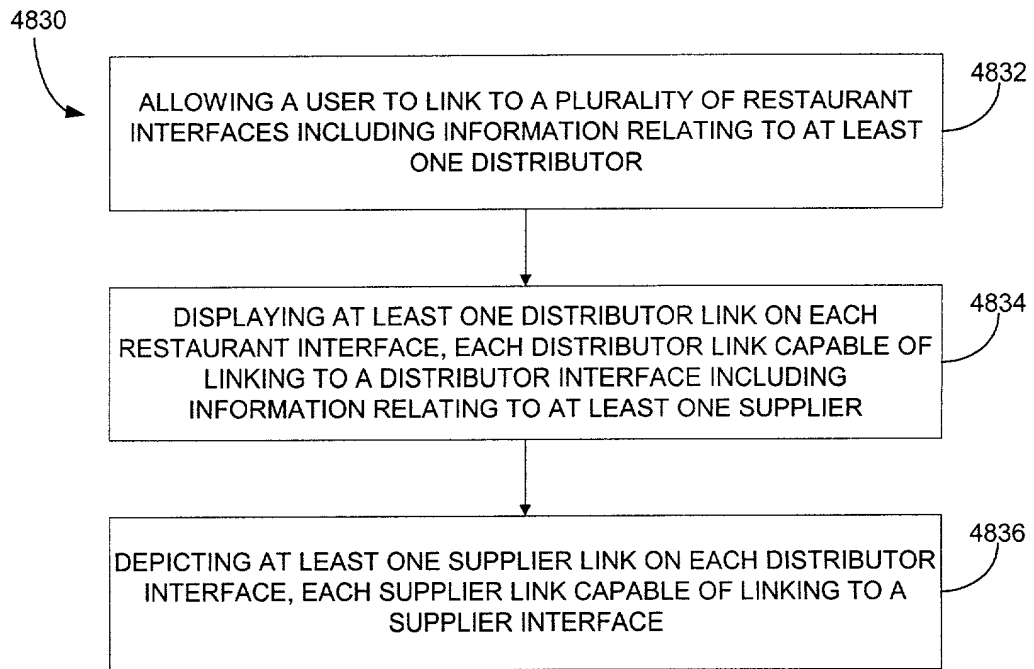 4830
4832
ALLOWING A USER TO LINK TO A PLURALITY OF RESTAURANT
INTERFACES INCLUDING INFORMATION RELATING TO AT LEAST
ONE DISTRIBUTOR
4834
DISPLAYING AT LEAST ONE DISTRIBUTOR LINK ON EACH
RESTAURANT INTERFACE, EACH DISTRIBUTOR LINK CAPABLE OF
LINKING TO A DISTRIBUTOR INTERFACE INCLUDING
INFORMATION RELATING TO AT LEAST ONE SUPPLIER
4836
DEPICTING AT LEAST ONE SUPPLIER LINK ON EACH DISTRIBUTOR
INTERFACE, EACH SUPPLIER LINK CAPABLE OF LINKING TO A
SUPPLIER INTERFACE